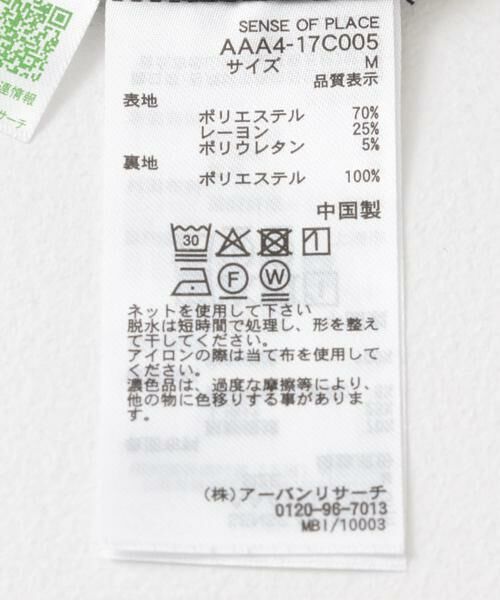 SENSE OF PLACE
AAA4-17C005
サイズ M
品質表示
表地
ポリエステル 70%
レーヨン 25%
ポリウレタン 5%
裏地
ポリエステル 100%
中国製
30
F W
ネットを使用して下さい
脱水は短時間で処理し、形を整え
て干してください。
アイロンの際は当て布を使用して
ください。
濃色品は、過度な摩擦等により、
他の物に色移りする事がありま
す。
(株)アーバンリサーチ
0120-96-7013
MB1/10003
連情報
サーチ